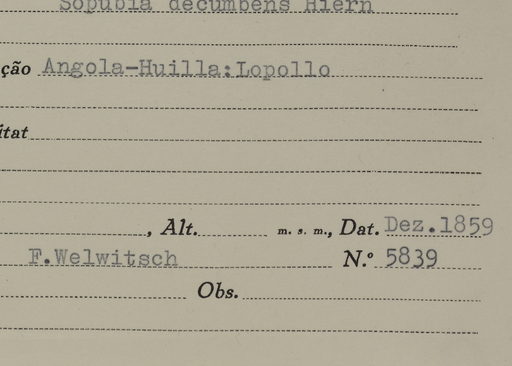 Sopubia decumbens Hiern
ção Angola-Huilla:Lopollo
itat
, Alt. m. s. m., Dat. Dez.1859
F.Welwitsch N.º 5839
Obs.